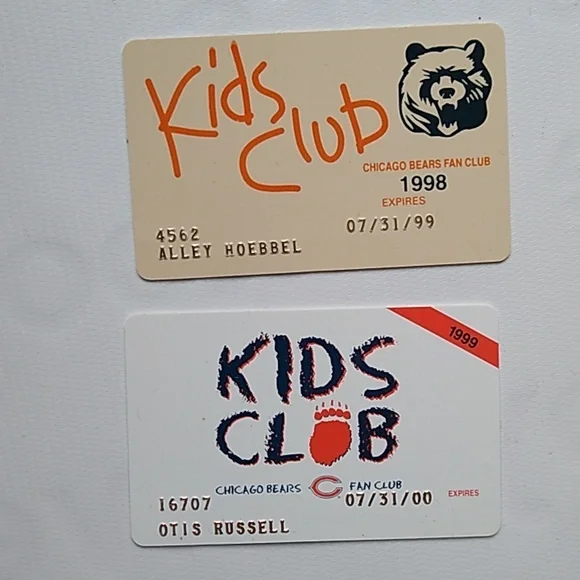 Kids
Club
CHICAGO BEARS FAN CLUB
1998
EXPIRES
07/31/99
4562
ALLEY HOEBBEL
1999
KIDS
CLUB
CHICAGO BEARS C FAN CLUB
07/31/00 EXPIRES
16707
OTIS RUSSELL